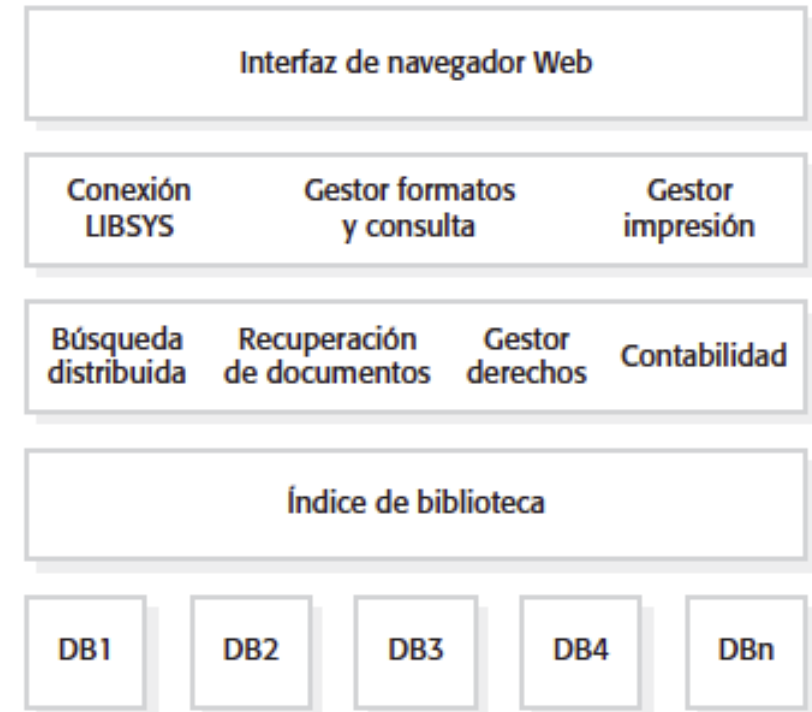 Interfaz de navegador Web
Conexión
LIBSYS
Gestor formatos
y consulta
Gestor
impresión
Búsqueda
distribuida
Recuperación
de documentos
Gestor
derechos
Contabilidad
Índice de biblioteca
DB1
DB2
DB3
DB4
DBn